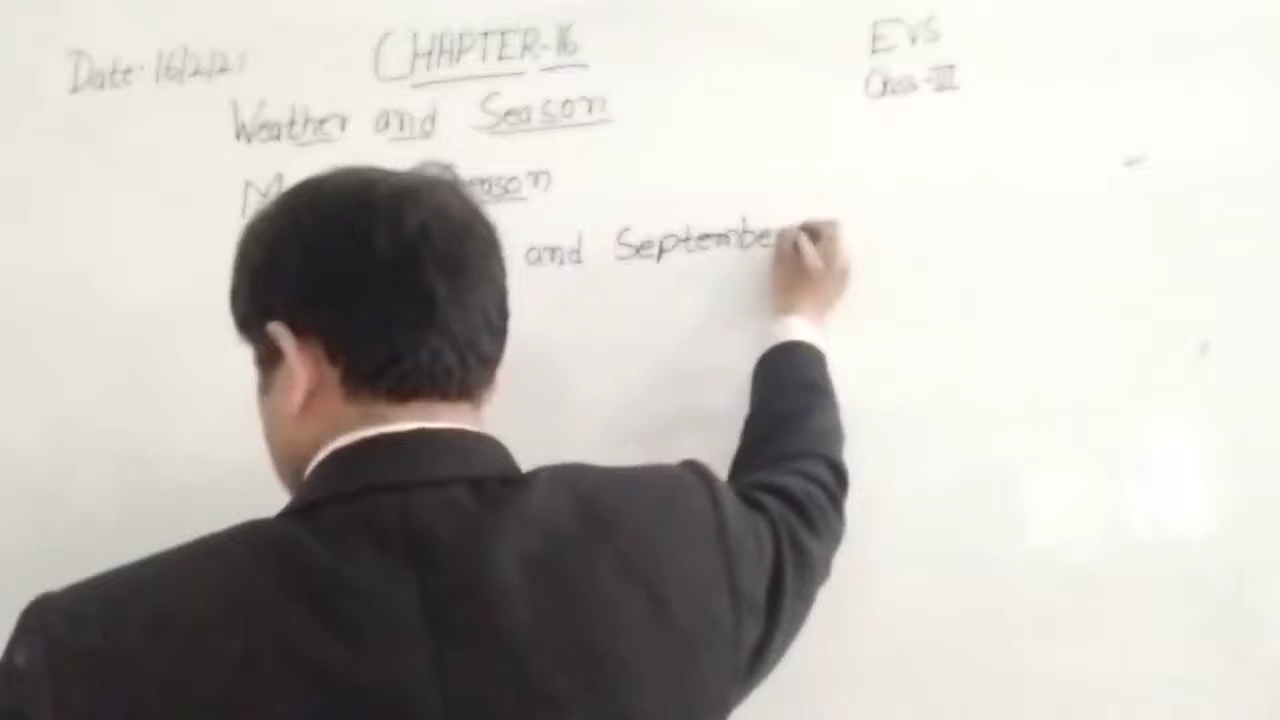 Date: 16/2/21
CHAPTER-16
EVS
Class-III
Weather and Season
and September